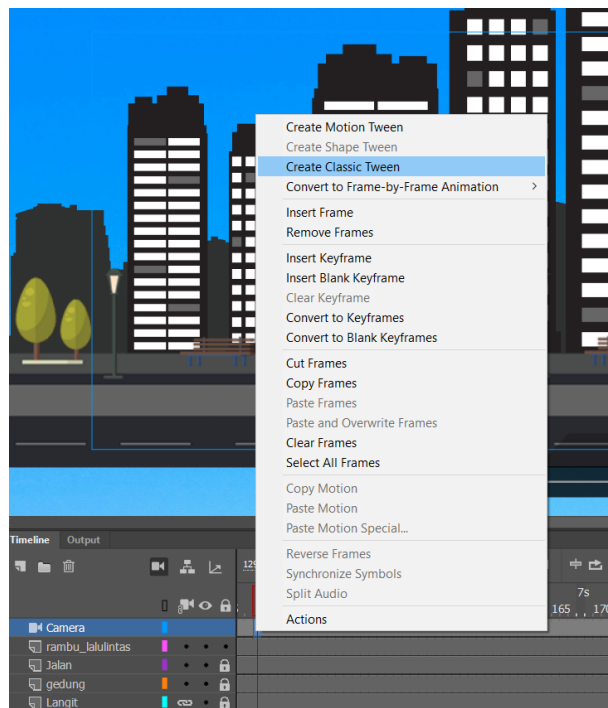 Create Motion Tween
Create Shape Tween
Create Classic Tween
Convert to Frame-by-Frame Animation
Insert Frame
Remove Frames
Insert Keyframe
Insert Blank Keyframe
Clear Keyframe
Convert to Keyframes
Convert to Blank Keyframes
Cut Frames
Copy Frames
Paste Frames
Paste and Overwrite Frames
Clear Frames
Select All Frames
Copy Motion
Paste Motion
Paste Motion Special...
Reverse Frames
Synchronize Symbols
Split Audio
Actions
Timeline Output
129
7s
165 170
Camera
rambu_lalulintas
Jalan
gedung
Langit